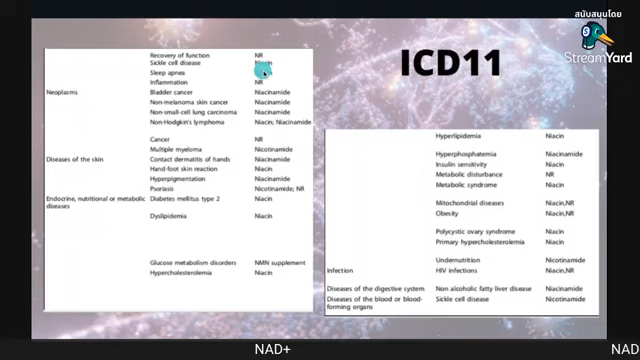 สนับสนุนโดย
StreamYard
ICD11
Recovery of function NR
Sickle cell disease Niacin
Sleep apnea
Inflammation NR
Neoplasms Bladder cancer Niacinamide
Non-melanoma skin cancer Niacinamide
Non-small-cell lung carcinoma Niacinamide
Non-Hodgkin's lymphoma Niacin; Niacinamide
Cancer NR
Multiple myeloma Nicotinamide
Diseases of the skin Contact dermatitis of hands Niacinamide
Hand-foot skin reaction Niacin
Hyperpigmentation Niacinamide
Psoriasis Nicotinamide; NR
Endocrine, nutritional or metabolic Diabetes mellitus type 2 Niacin
diseases
Dyslipidemia Niacin
Glucose metabolism disorders NMN supplement
Hypercholesterolemia Niacin
Hyperlipidemia Niacin
Hyperphosphatemia Niacinamide
Insulin sensitivity Niacin
Metabolic disturbance NR
Metabolic syndrome Niacin
Mitochondrial diseases Niacin,NR
Obesity Niacin,NR
Polycystic ovary syndrome Niacin
Primary hypercholesterolemia Niacin
Undernutrition Nicotinamide
Infection HIV infections Niacin,NR
Diseases of the digestive system Non alcoholic fatty liver disease Niacinamide
Diseases of the blood or blood- Sickle cell disease Nicotinamide
forming organs
NAD+ NAD